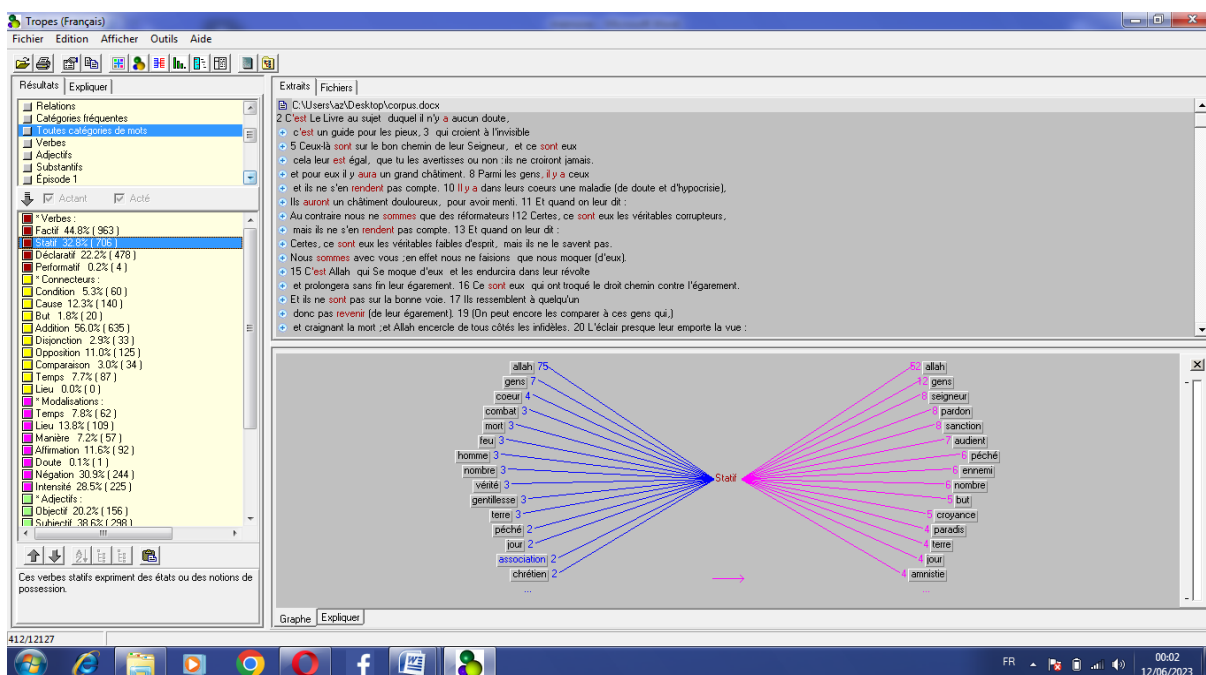 Tropes (Français)
Fichier Edition Afficher Outils Aide
Résultats Expliquer
Relations
Catégories fréquentes
Toutes catégories de mots
Verbes
Adjectifs
Substantifs
Épisode 1
Actant Acté
* Verbes :
Factif 44.8% ( 963 )
Statif 32.8% ( 706 )
Déclaratif 22.2% ( 478 )
Performatif 0.2% ( 4 )
* Connecteurs :
Condition 5.3% ( 60 )
Cause 12.3% ( 140 )
But 1.8% ( 20 )
Addition 56.0% ( 635 )
Disjonction 2.9% ( 33 )
Opposition 11.0% ( 125 )
Comparaison 3.0% ( 34 )
Temps 7.7% ( 87 )
Lieu 0.0% ( 0 )
* Modalisations :
Temps 7.8% ( 62 )
Lieu 13.8% ( 109 )
Manière 7.2% ( 57 )
Affirmation 11.6% ( 92 )
Doute 0.1% ( 1 )
Négation 30.9% ( 244 )
Intensité 28.5% ( 225 )
* Adjectifs :
Objectif 20.2% ( 156 )
Subjectif 38.6% ( 298 )
Ces verbes statifs expriment des états ou des notions de
possession.
Extraits Fichiers
C:\Users\az\Desktop\corpus.docx
2 C'est Le Livre au sujet duquel il n'y a aucun doute,
c'est un guide pour les pieux, 3 qui croient à l'invisible
5 Ceux-là sont sur le bon chemin de leur Seigneur, et ce sont eux
cela leur est égal, que tu les avertisses ou non :ils ne croiront jamais.
et pour eux il y aura un grand châtiment. 8 Parmi les gens, il y a ceux
et ils ne s'en rendent pas compte. 10 Il y a dans leurs coeurs une maladie (de doute et d'hypocrisie),
Ils auront un châtiment douloureux, pour avoir menti. 11 Et quand on leur dit :
Au contraire nous ne sommes que des réformateurs !12 Certes, ce sont eux les véritables corrupteurs,
mais ils ne s'en rendent pas compte. 13 Et quand on leur dit :
Certes, ce sont eux les véritables faibles d'esprit, mais ils ne le savent pas.
Nous sommes avec vous ;en effet nous ne faisions que nous moquer (d'eux).
15 C'est Allah qui Se moque d'eux et les endurcira dans leur révolte
et prolongera sans fin leur égarement. 16 Ce sont eux qui ont troqué le droit chemin contre l'égarement.
Et ils ne sont pas sur la bonne voie. 17 Ils ressemblent à quelqu'un
donc pas revenir (de leur égarement). 19 (On peut encore les comparer à ces gens qui,)
et craignant la mort ;et Allah encercle de tous côtés les infidèles. 20 L'éclair presque leur emporte la vue :
allah 75
gens 7
coeur 4
combat 3
mort 3
feu 3
homme 3
nombre 3
vérité 3
gentillesse 3
terre 3
péché 2
jour 2
association 2
chrétien 2
...
Statif
52 allah
12 gens
8 seigneur
8 pardon
8 sanction
7 audient
6 péché
6 ennemi
6 nombre
5 but
5 croyance
4 paradis
4 terre
4 jour
4 amnistie
...
Graphe Expliquer
412/12127
FR
00:02
12/06/2023